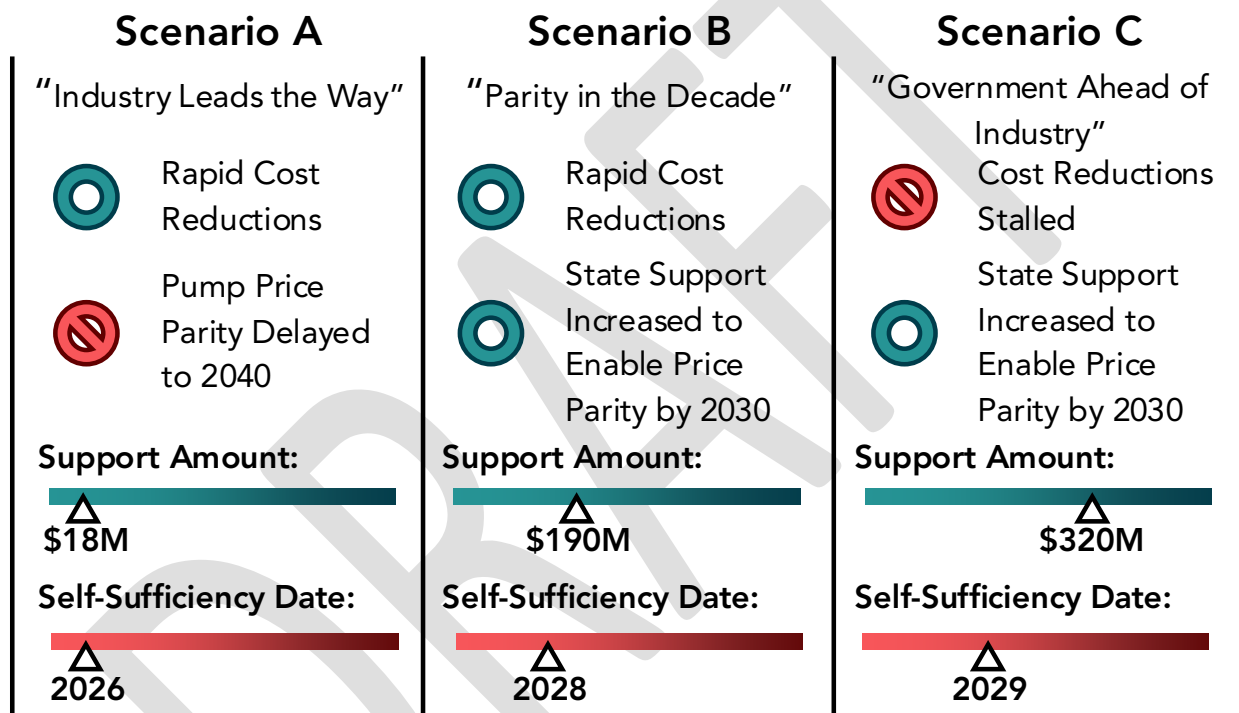 Scenario A
“Industry Leads the Way”
Rapid Cost
Reductions
Pump Price
Parity Delayed
to 2040
Support Amount:
$18M
Self-Sufficiency Date:
2026
Scenario B
“Parity in the Decade”
Rapid Cost
Reductions
State Support
Increased to
Enable Price
Parity by 2030
Support Amount:
$190M
Self-Sufficiency Date:
2028
Scenario C
“Government Ahead of
Industry”
Cost Reductions
Stalled
State Support
Increased to
Enable Price
Parity by 2030
Support Amount:
$320M
Self-Sufficiency Date:
2029
DRAFT